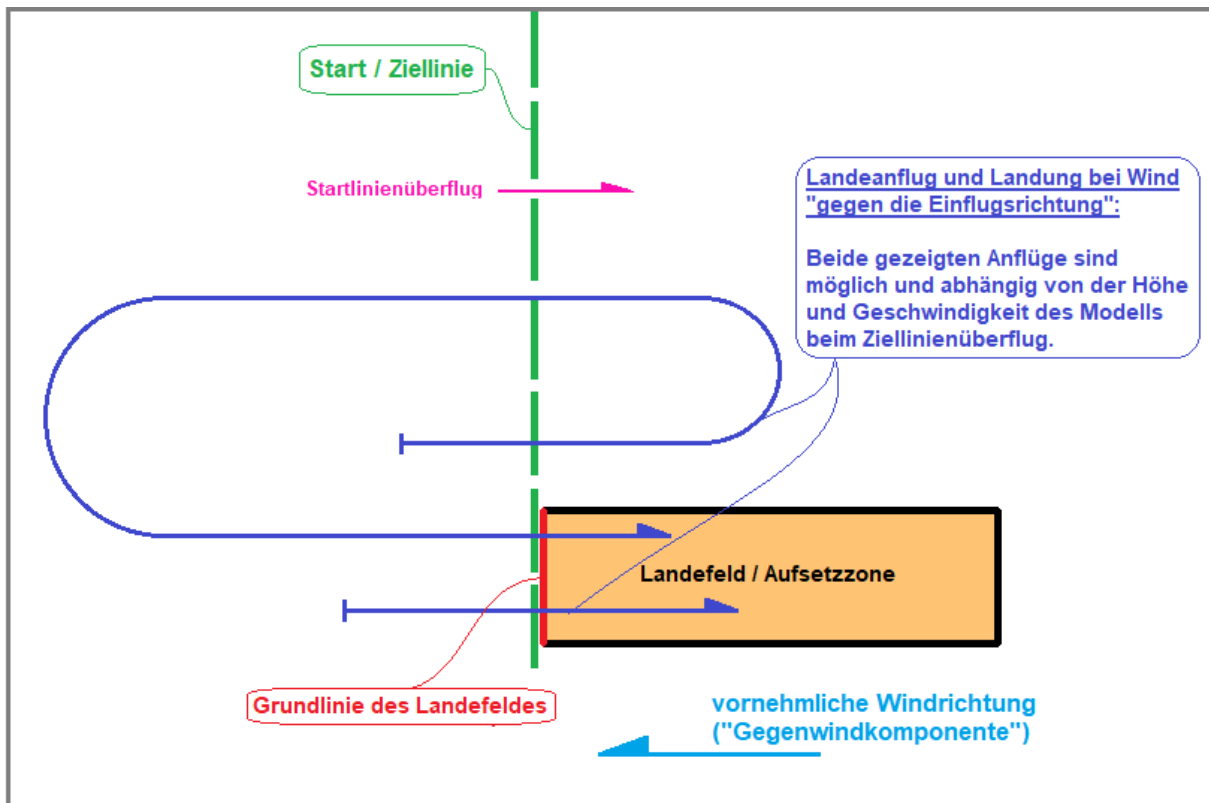 Start / Ziellinie
Startlinienüberflug
Landeanflug und Landung bei Wind
"gegen die Einflugsrichtung":
Beide gezeigten Anflüge sind
möglich und abhängig von der Höhe
und Geschwindigkeit des Modells
beim Ziellinienüberflug.
Landefeld / Aufsetzzone
Grundlinie des Landefeldes
vornehmliche Windrichtung
("Gegenwindkomponente")